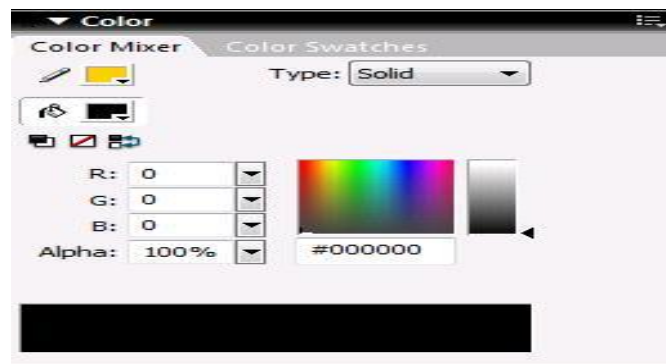 Color
Color Mixer Color Swatches
Type: Solid
R: 0
G: 0
B: 0
Alpha: 100% #000000